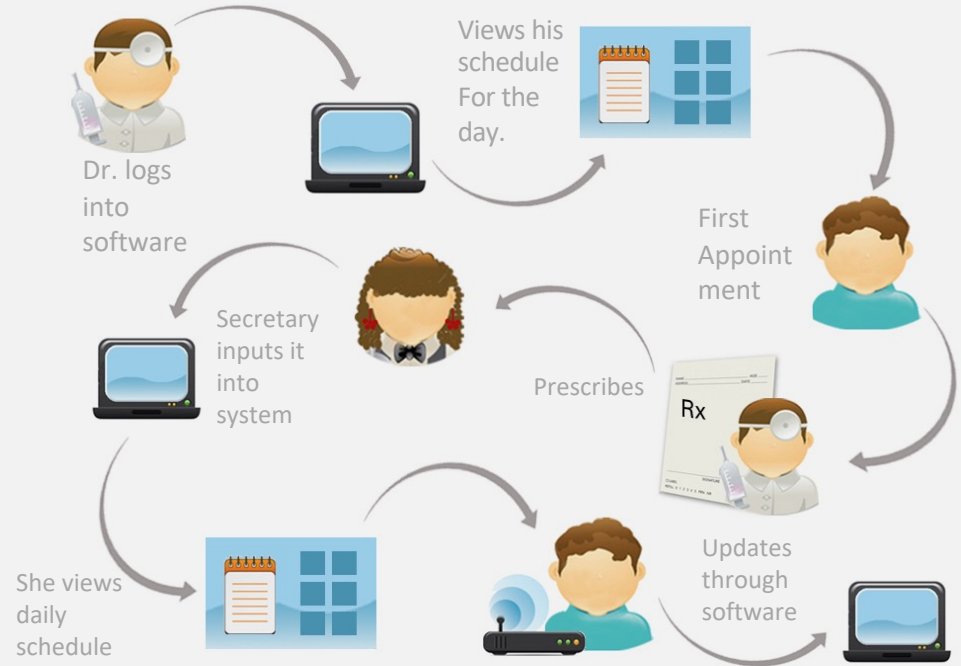 Dr. logs
into
software
Views his
schedule
For the
day.
First
Appoint
ment
Rx
Prescribes
Secretary
inputs it
into
system
She views
daily
schedule
Updates
through
software